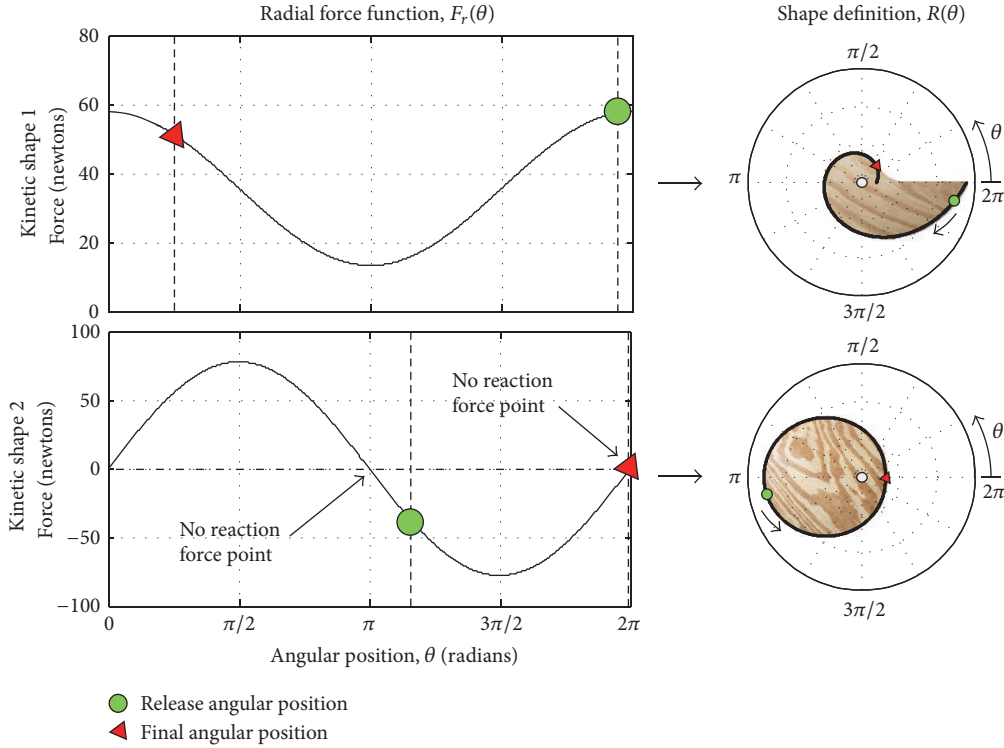 Radial force function, F_r(θ)
Shape definition, R(θ)
Kinetic shape 1
Force (newtons)
80
60
40
20
0
π/2
θ
π
2π
3π/2
Kinetic shape 2
Force (newtons)
100
50
0
−50
−100
No reaction
force point
No reaction
force point
0
π/2
π
3π/2
2π
Angular position, θ (radians)
π/2
θ
π
2π
3π/2
Release angular position
Final angular position